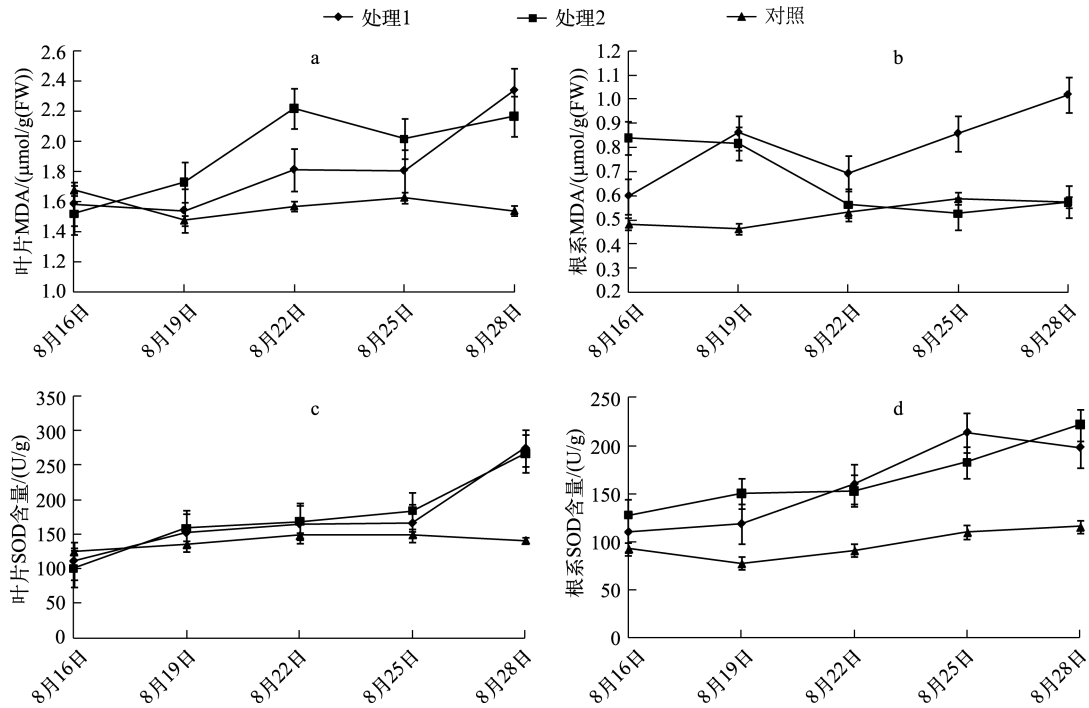 处理1 处理2 对照
a
叶片MDA/(μmol/g(FW))
2.6
2.4
2.2
2.0
1.8
1.6
1.4
1.2
1.0
8月16日 8月19日 8月22日 8月25日 8月28日
b
根系MDA/(μmol/g(FW))
1.2
1.1
1.0
0.9
0.8
0.7
0.6
0.5
0.4
0.3
0.2
8月16日 8月19日 8月22日 8月25日 8月28日
c
叶片SOD含量/(U/g)
350
300
250
200
150
100
50
0
8月16日 8月19日 8月22日 8月25日 8月28日
d
根系SOD含量/(U/g)
250
200
150
100
50
0
8月16日 8月19日 8月22日 8月25日 8月28日